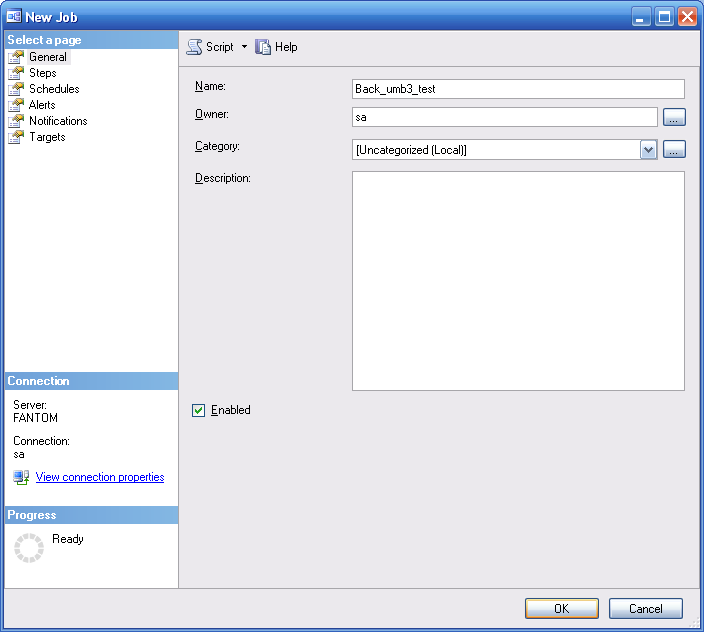 New Job
Select a page
General
Steps
Schedules
Alerts
Notifications
Targets
Script
Help
Name:
Back_umb3_test
Owner:
sa
...
Category:
[Uncategorized (Local)]
...
Description:
Enabled
Connection
Server:
FANTOM
Connection:
sa
View connection properties
Progress
Ready
OK
Cancel